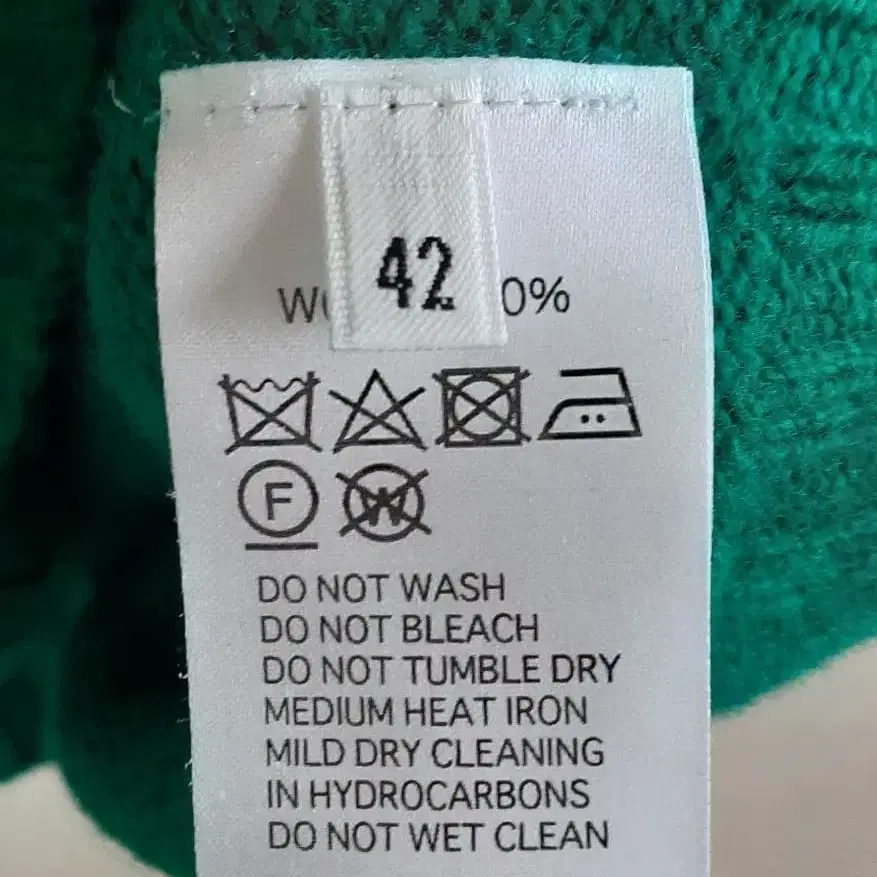 42
0%
F
W
DO NOT WASH
DO NOT BLEACH
DO NOT TUMBLE DRY
MEDIUM HEAT IRON
MILD DRY CLEANING
IN HYDROCARBONS
DO NOT WET CLEAN